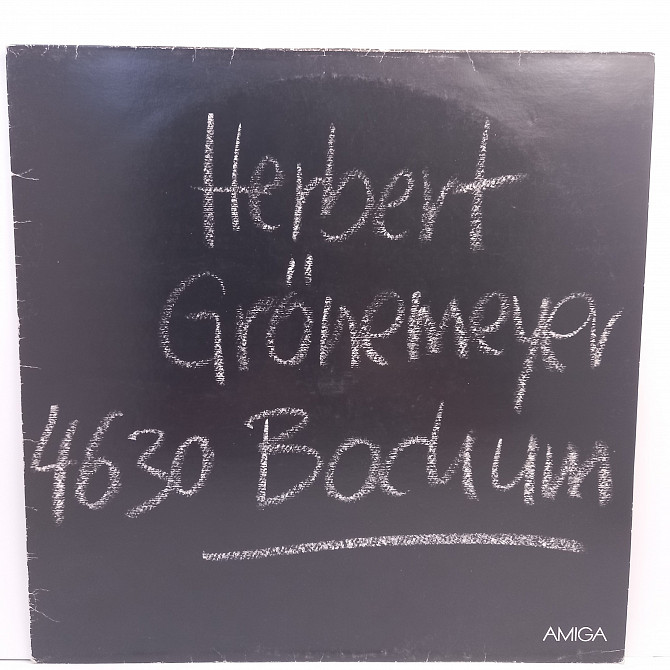 Herbert
Grönemeyer
4630 Bochum
AMIGA